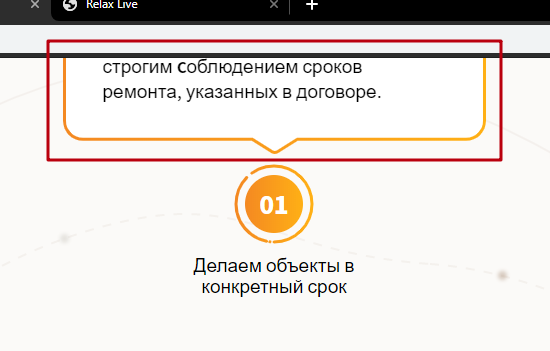 Relax Live
строгим соблюдением сроков
ремонта, указанных в договоре.
01
Делаем объекты в
конкретный срок